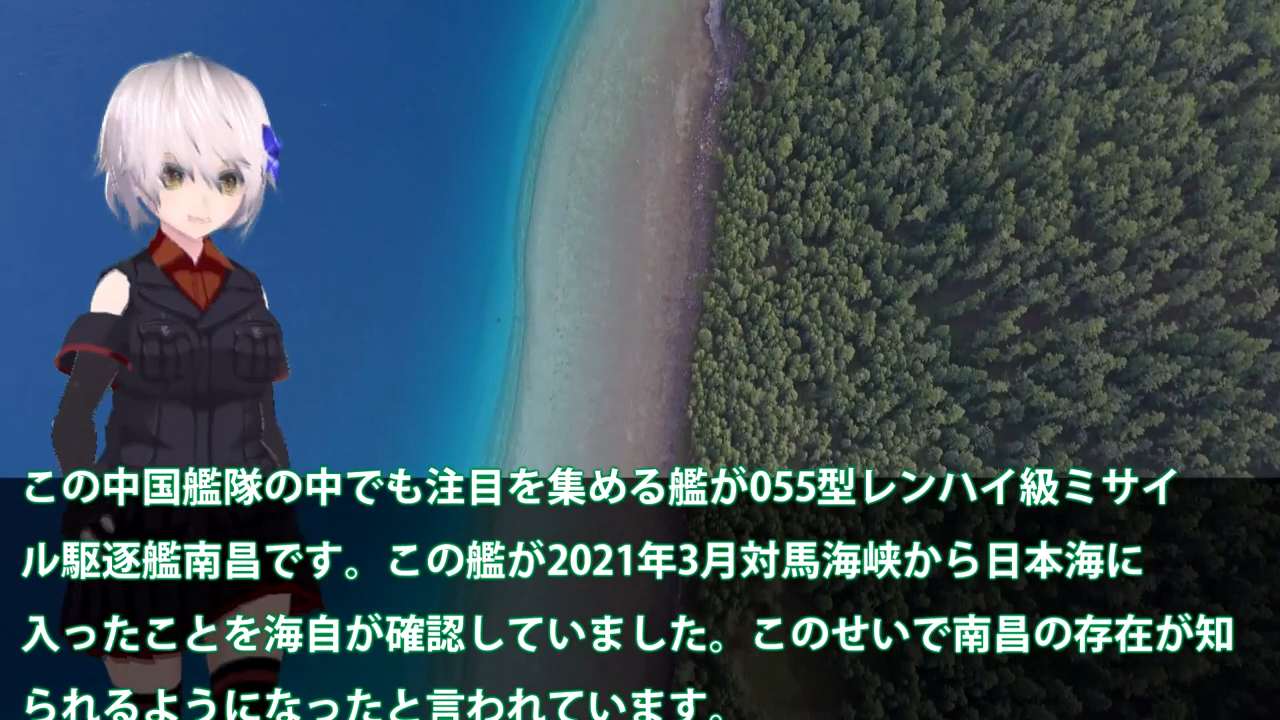 この中国艦隊の中でも注目を集める艦が055型レンハイ級ミサイ
ル駆逐艦南昌です。この艦が2021年3月対馬海峡から日本海に
入ったことを海自が確認していました。このせいで南昌の存在が知
られるようになったと言われています。